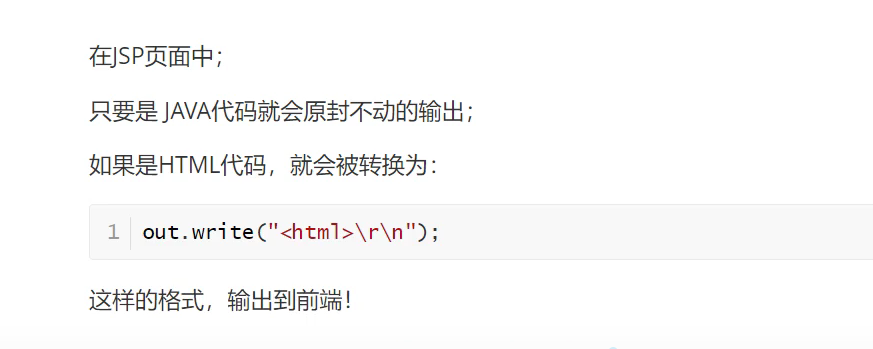 在JSP页面中；
只要是 JAVA代码就会原封不动的输出；
如果是HTML代码，就会被转换为：
1 out.write("<html>\r\n");
这样的格式，输出到前端！